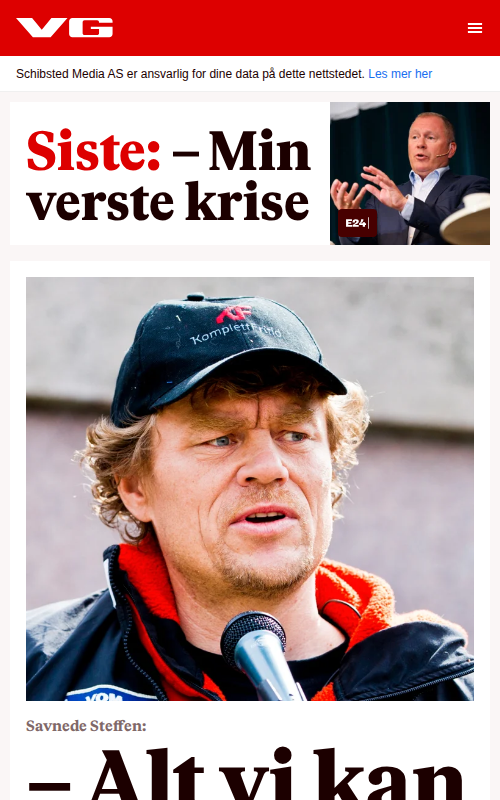 VG
Schibsted Media AS er ansvarlig for dine data på dette nettstedet. Les mer her
Siste: – Min
verste krise
E24
KomplettFritid
Savnede Steffen:
– Alt vi kan